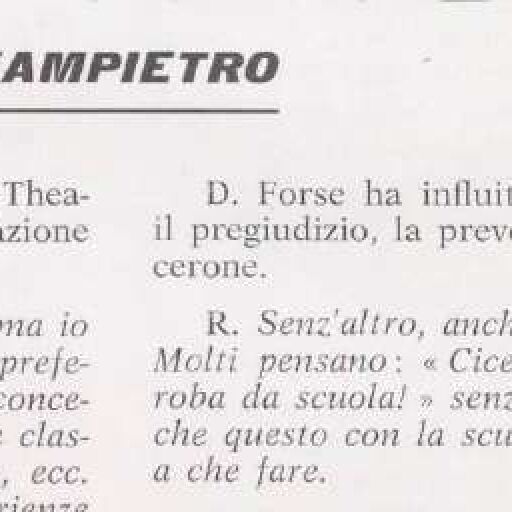 AMPIETRO
Thea-
azione
ma io
prefe-
conce-
clas-
, ecc.
rienze
D. Forse ha influit
il pregiudizio, la prev
cerone.
R. Senz'altro, anch
Molti pensano: « Cice
roba da scuola! » senz
che questo con la scu
a che fare.